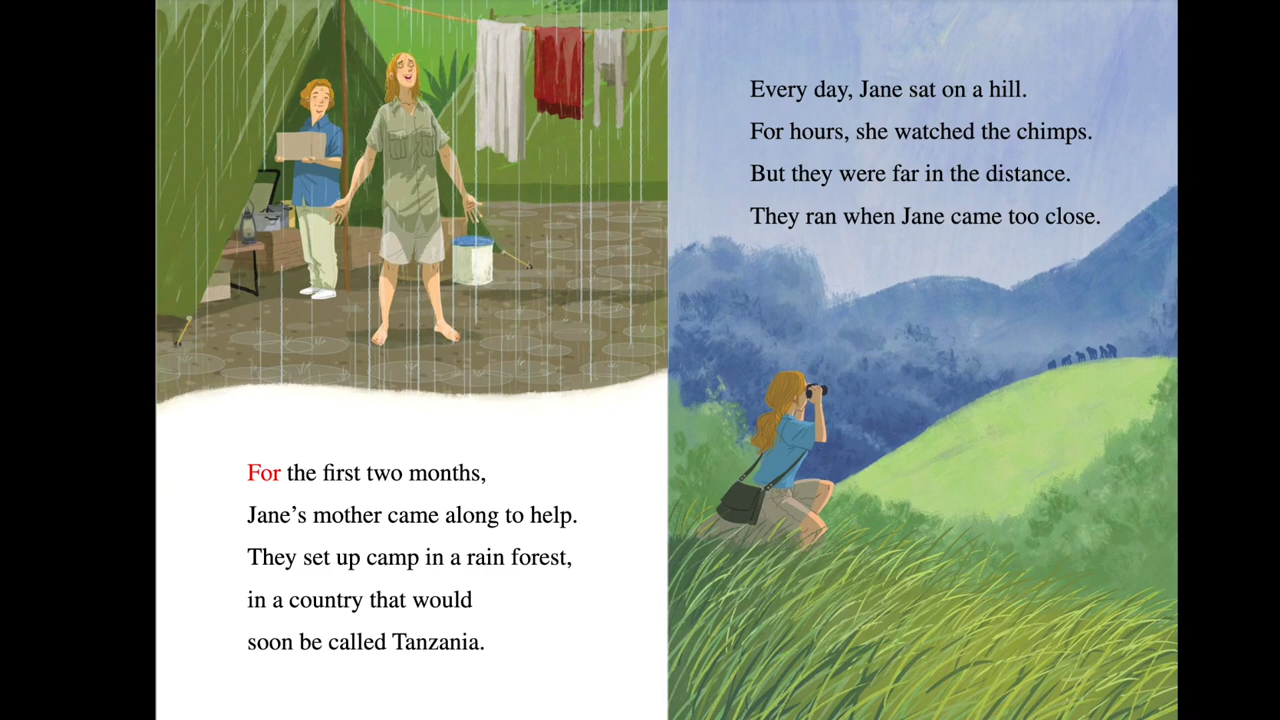 For the first two months,
Jane’s mother came along to help.
They set up camp in a rain forest,
in a country that would
soon be called Tanzania.
Every day, Jane sat on a hill.
For hours, she watched the chimps.
But they were far in the distance.
They ran when Jane came too close.